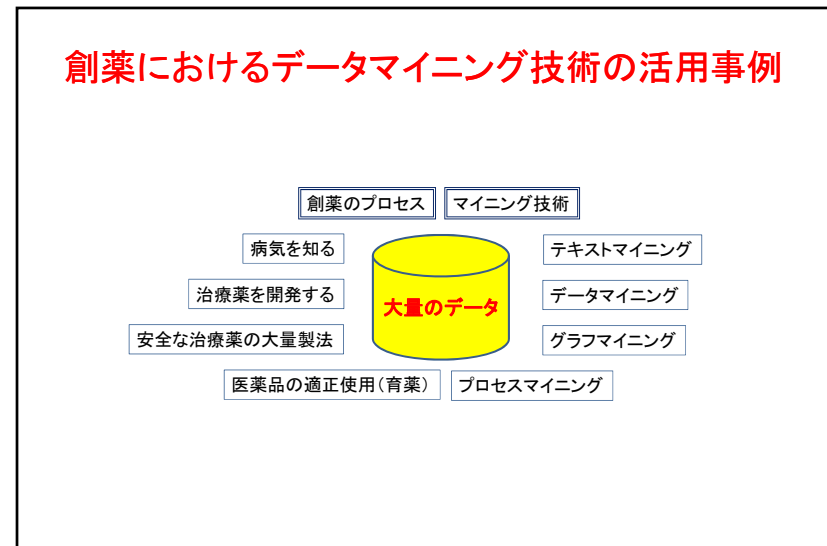 創薬におけるデータマイニング技術の活用事例
創薬のプロセス
マイニング技術
病気を知る
テキストマイニング
治療薬を開発する
大量のデータ
データマイニング
安全な治療薬の大量製法
グラフマイニング
医薬品の適正使用(育薬)
プロセスマイニング